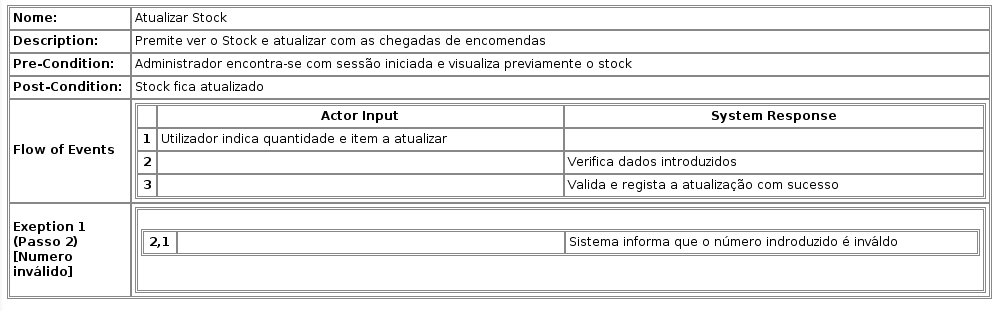 Nome: Atualizar Stock
Description: Premite ver o Stock e atualizar com as chegadas de encomendas
Pre-Condition: Administrador encontra-se com sessão iniciada e visualiza previamente o stock
Post-Condition: Stock fica atualizado
Flow of Events
Actor Input System Response
1 Utilizador indica quantidade e item a atualizar
2 Verifica dados introduzidos
3 Valida e regista a atualização com sucesso
Exeption 1
(Passo 2)
[Numero
inválido]
2,1 Sistema informa que o número indroduzido é inváldo